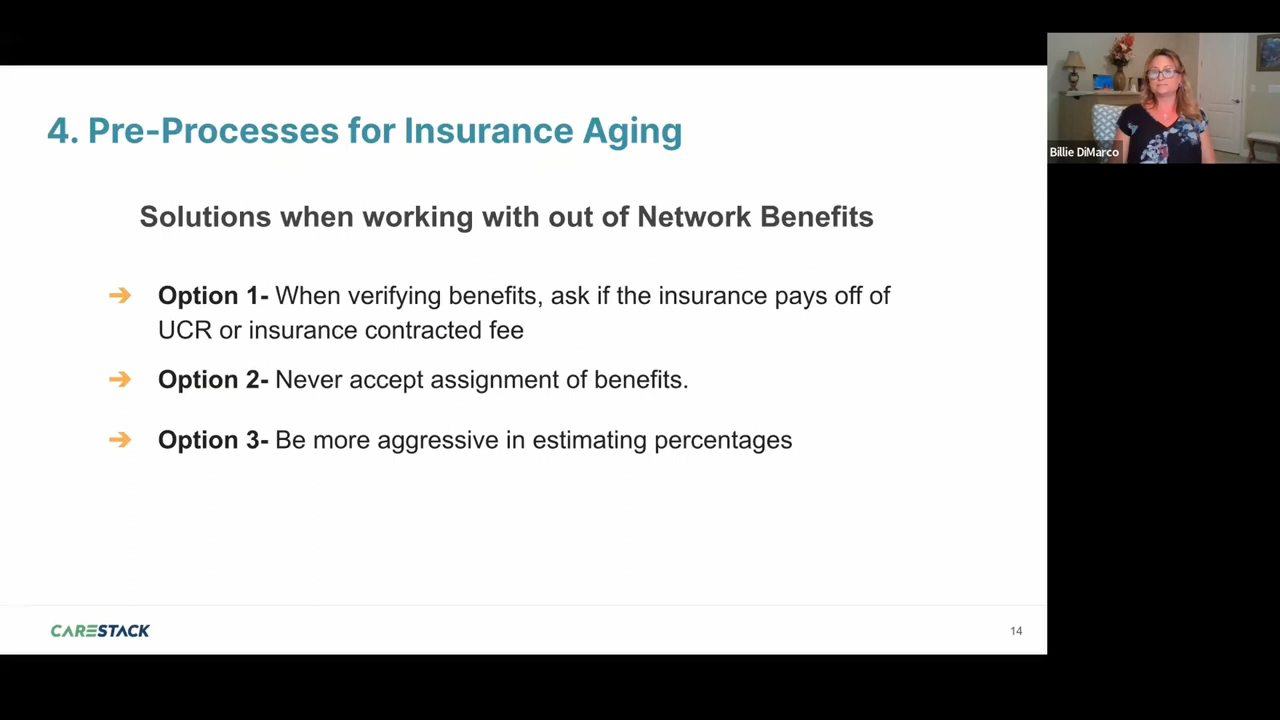 4. Pre-Processes for Insurance Aging
Solutions when working with out of Network Benefits
➔ Option 1- When verifying benefits, ask if the insurance pays off of
UCR or insurance contracted fee
➔ Option 2- Never accept assignment of benefits.
➔ Option 3- Be more aggressive in estimating percentages
CARESTACK
14
Billie DiMarco